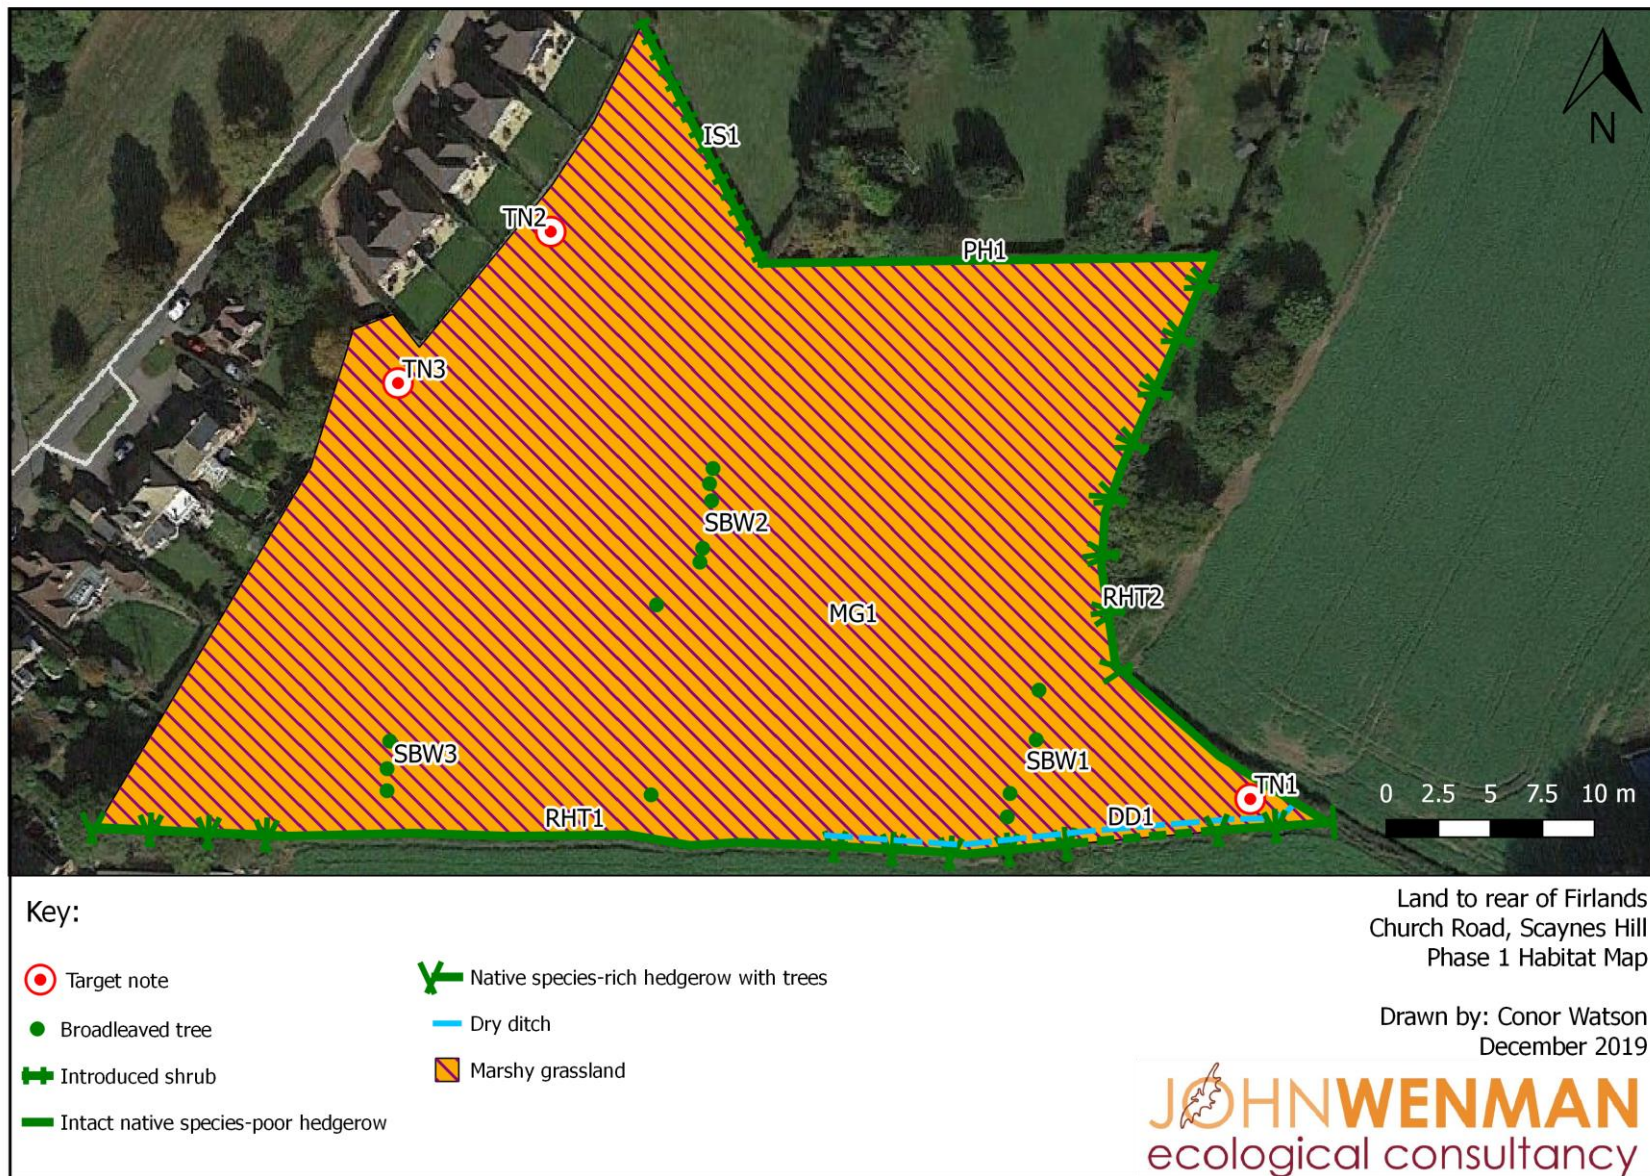 N
IS1
TN2
PH1
TN3
SBW2
RHT2
MG1
SBW3
SBW1
TN1
RHT1
DD1
0 2.5 5 7.5 10 m
Key:
Target note
Broadleaved tree
Introduced shrub
Intact native species-poor hedgerow
Native species-rich hedgerow with trees
Dry ditch
Marshy grassland
Land to rear of Firlands
Church Road, Scaynes Hill
Phase 1 Habitat Map
Drawn by: Conor Watson
December 2019
JOHNWENMAN
ecological consultancy